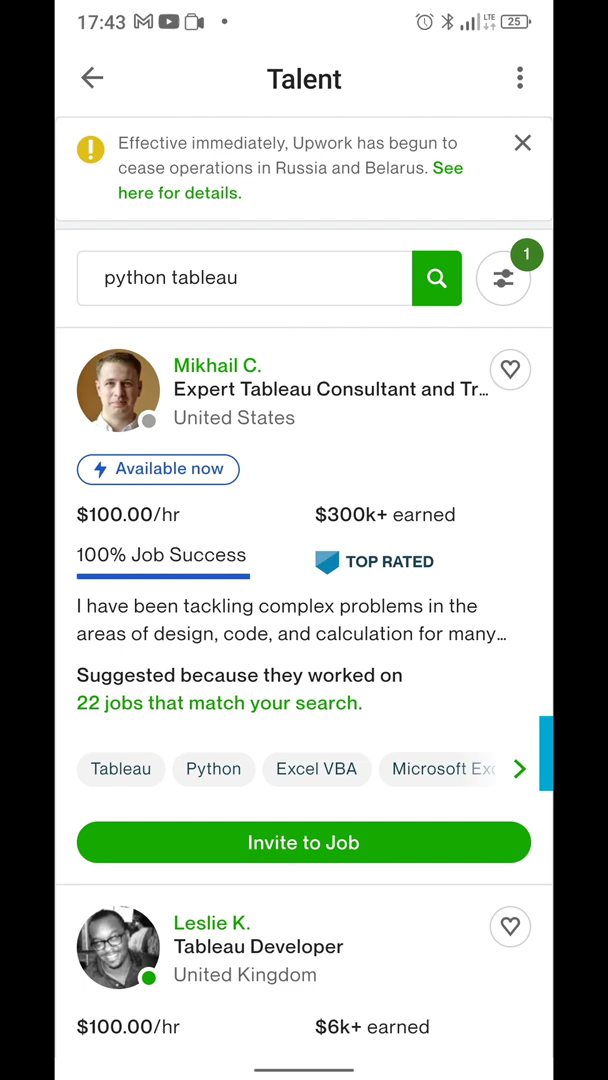 17:43
LTE
25
Talent
Effective immediately, Upwork has begun to
cease operations in Russia and Belarus. See
here for details.
1
python tableau
Mikhail C.
Expert Tableau Consultant and Tr...
United States
Available now
$100.00/hr
$300k+ earned
100% Job Success
TOP RATED
I have been tackling complex problems in the
areas of design, code, and calculation for many...
Suggested because they worked on
22 jobs that match your search.
Tableau
Python
Excel VBA
Microsoft Exc
Invite to Job
Leslie K.
Tableau Developer
United Kingdom
$100.00/hr
$6k+ earned